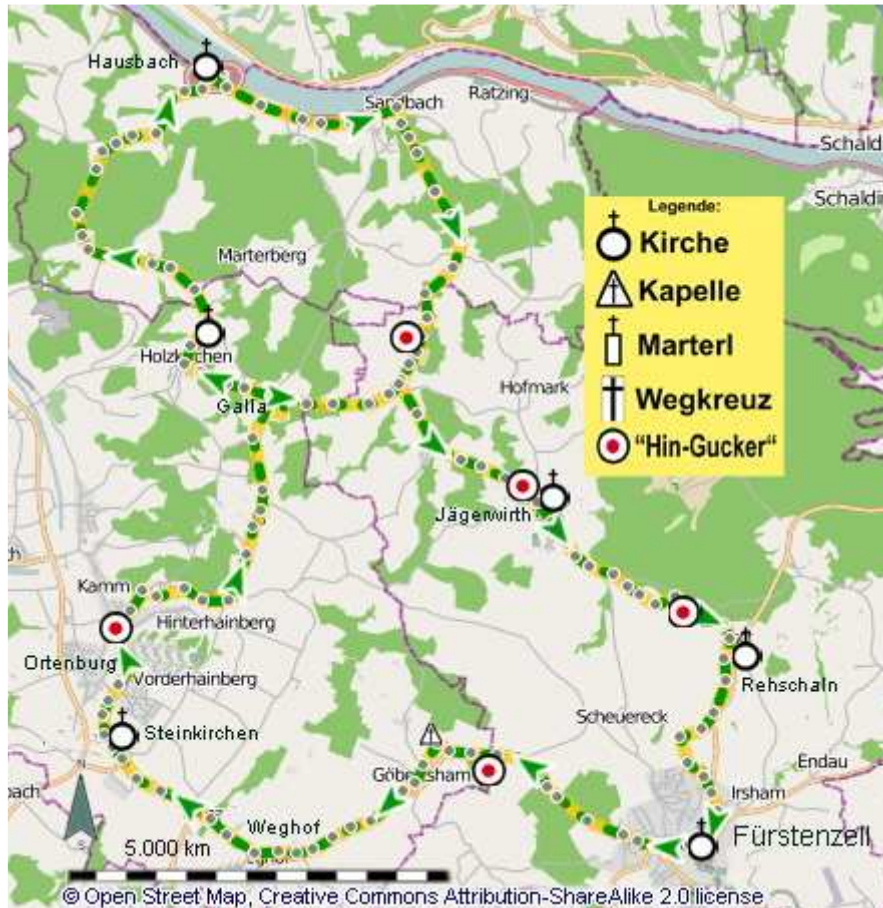 Hausbach
Sandbach
Ratzing
Schald
Schaldin
Legende:
Kirche
Kapelle
Marterl
Wegkreuz
"Hin-Gucker"
Marterberg
Holzkirchen
Galla
Hofmark
Jägerwirth
Kamm
Hinterhainberg
Ortenburg
Vorderhainberg
Rehschaln
Steinkirchen
Scheuereck
Göbertsham
Endau
Irsham
bach
N
S
Weghof
Fürstenzell
5.000 km
© Open Street Map, Creative Commons Attribution-ShareAlike 2.0 license